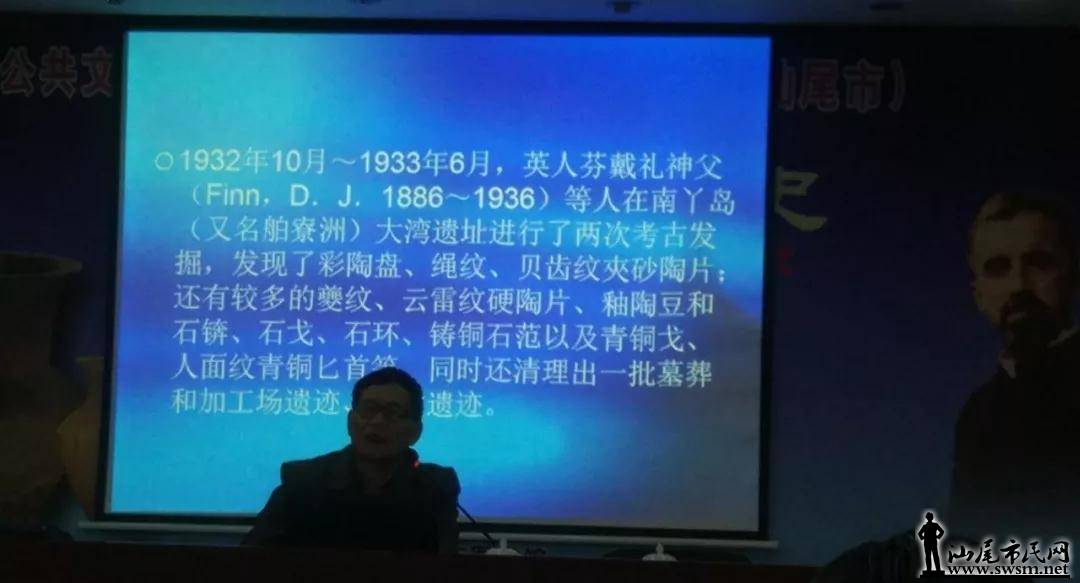 公共文
山尾市）
史
○1932年10月～1933年6月，英人芬戴礼神父
（Finn，D．J．1886～1936）等人在南丫岛
（又名舶寮洲）大湾遗址进行了两次考古发
掘，发现了彩陶盘、绳纹、贝齿纹夹砂陶片；
还有较多的夔纹、云雷纹硬陶片、釉陶豆和
石锛、石戈、石环、铸铜石范以及青铜戈、
人面纹青铜匕首等 同时还清理出一批墓葬
和加工场遗迹、 遗迹。
汕尾市民网
www.swsm.net